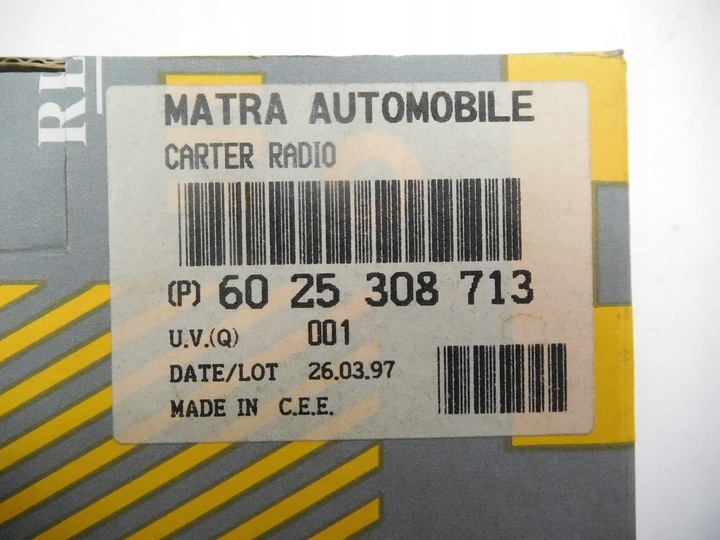 MATRA AUTOMOBILE
CARTER RADIO
(P) 60 25 308 713
U.V.(Q) 001
DATE/LOT 26.03.97
MADE IN C.E.E.